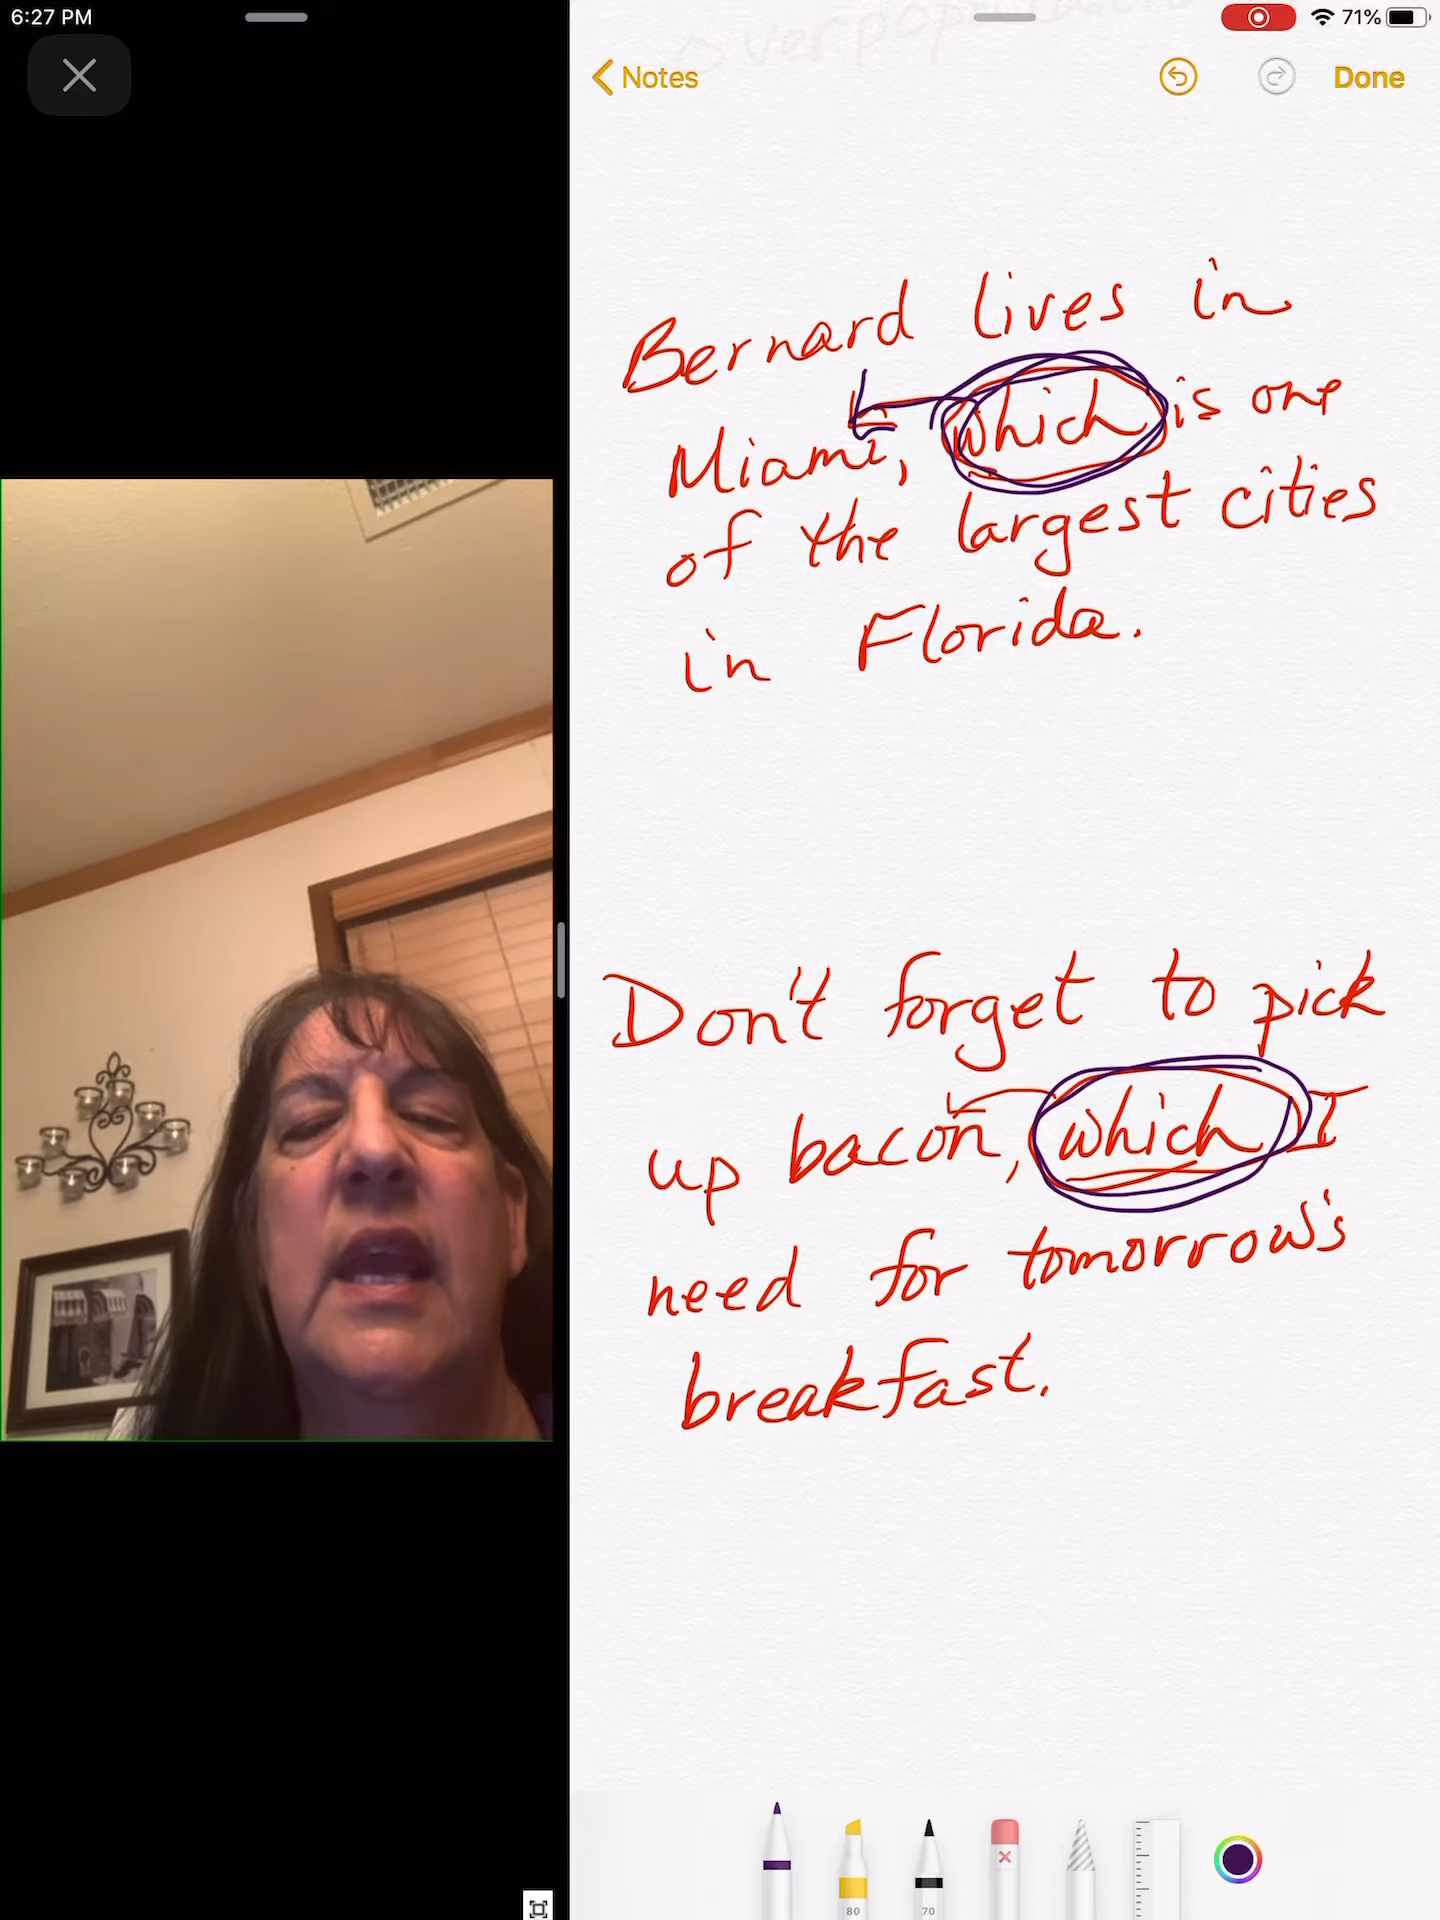 6:27 PM
71%
overpopulation
Notes
Done
Bernard lives in
Miami, which is one
of the largest cities
in Florida.
Don't forget to pick
up bacon, which I
need for tomorrow's
breakfast.
80
70